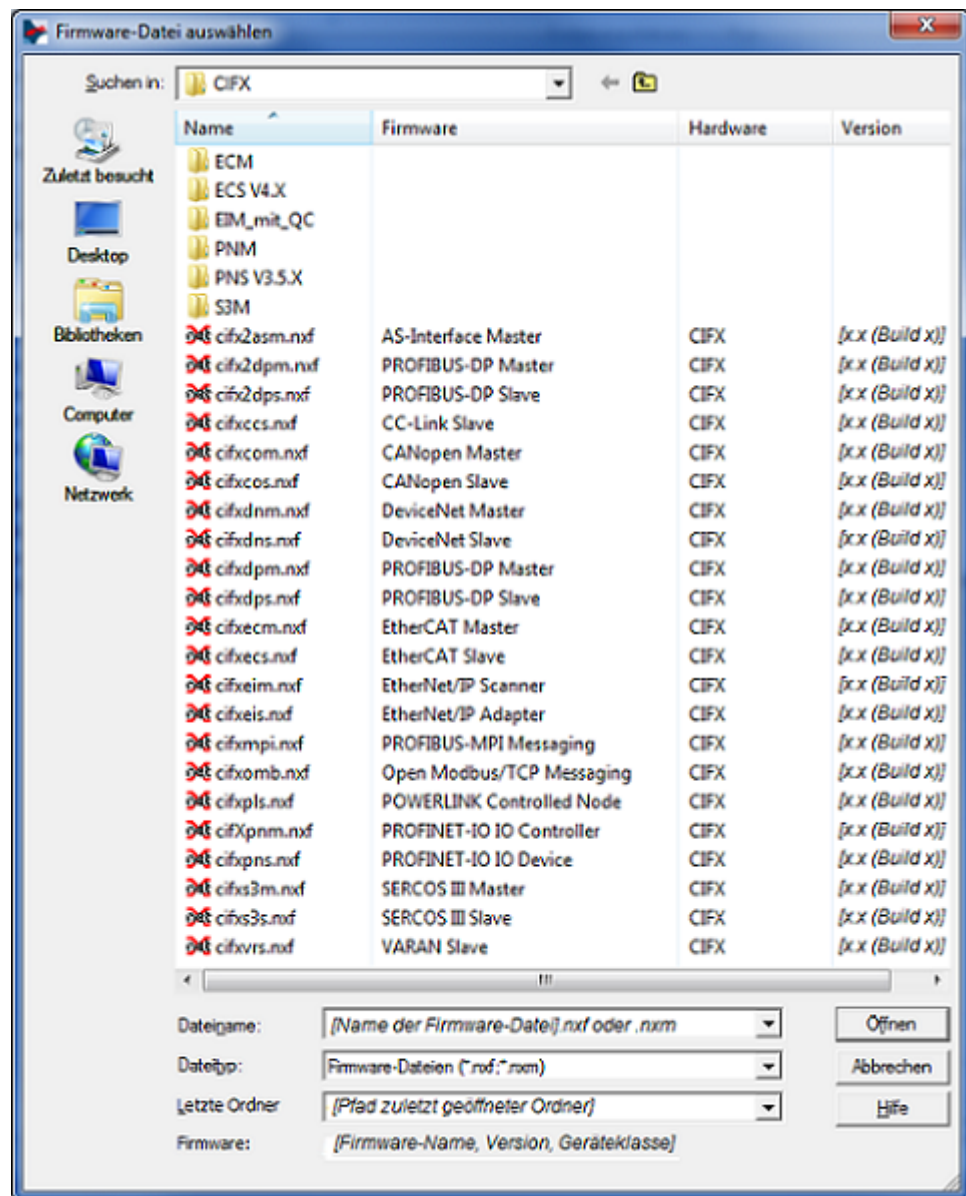 Firmware-Datei auswählen
Suchen in: CIFX
Zuletzt besucht
Desktop
Bibliotheken
Computer
Netzwerk
Name Firmware Hardware Version
ECM
ECS V4.X
EIM_mit_QC
PNM
PNS V3.5.X
S3M
cifx2asm.nxf AS-Interface Master CIFX [x.x (Build x)]
cifx2dpm.nxf PROFIBUS-DP Master CIFX [x.x (Build x)]
cifx2dps.nxf PROFIBUS-DP Slave CIFX [x.x (Build x)]
cifxccs.nxf CC-Link Slave CIFX [x.x (Build x)]
cifxcom.nxf CANopen Master CIFX [x.x (Build x)]
cifxcos.nxf CANopen Slave CIFX [x.x (Build x)]
cifxdnm.nxf DeviceNet Master CIFX [x.x (Build x)]
cifxdns.nxf DeviceNet Slave CIFX [x.x (Build x)]
cifxdpm.nxf PROFIBUS-DP Master CIFX [x.x (Build x)]
cifxdps.nxf PROFIBUS-DP Slave CIFX [x.x (Build x)]
cifxecm.nxf EtherCAT Master CIFX [x.x (Build x)]
cifxecs.nxf EtherCAT Slave CIFX [x.x (Build x)]
cifxeim.nxf EtherNet/IP Scanner CIFX [x.x (Build x)]
cifxeis.nxf EtherNet/IP Adapter CIFX [x.x (Build x)]
cifxmpi.nxf PROFIBUS-MPI Messaging CIFX [x.x (Build x)]
cifxomb.nxf Open Modbus/TCP Messaging CIFX [x.x (Build x)]
cifxpls.nxf POWERLINK Controlled Node CIFX [x.x (Build x)]
cifXpnm.nxf PROFINET-IO IO Controller CIFX [x.x (Build x)]
cifxpns.nxf PROFINET-IO IO Device CIFX [x.x (Build x)]
cifxs3m.nxf SERCOS III Master CIFX [x.x (Build x)]
cifxs3s.nxf SERCOS III Slave CIFX [x.x (Build x)]
cifxvrs.nxf VARAN Slave CIFX [x.x (Build x)]
Dateiname: [Name der Firmware-Datei].nxf oder .nxm Öffnen
Dateityp: Firmware-Dateien (*.nxf;*.nxm) Abbrechen
Letzte Ordner [Pfad zuletzt geöffneter Ordner] Hilfe
Firmware: [Firmware-Name, Version, Geräteklasse]